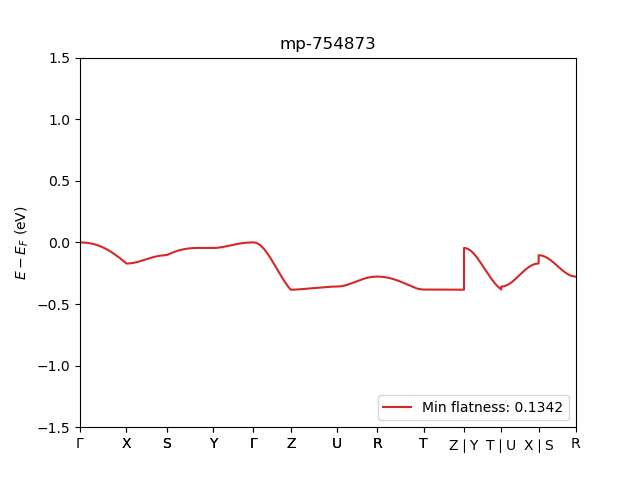 mp-754873
1.5
1.0
0.5
0.0
−0.5
−1.0
−1.5
E − E_F (eV)
Min flatness: 0.1342
Γ X S Y Γ Z U R T Z | Y T | U X | S R